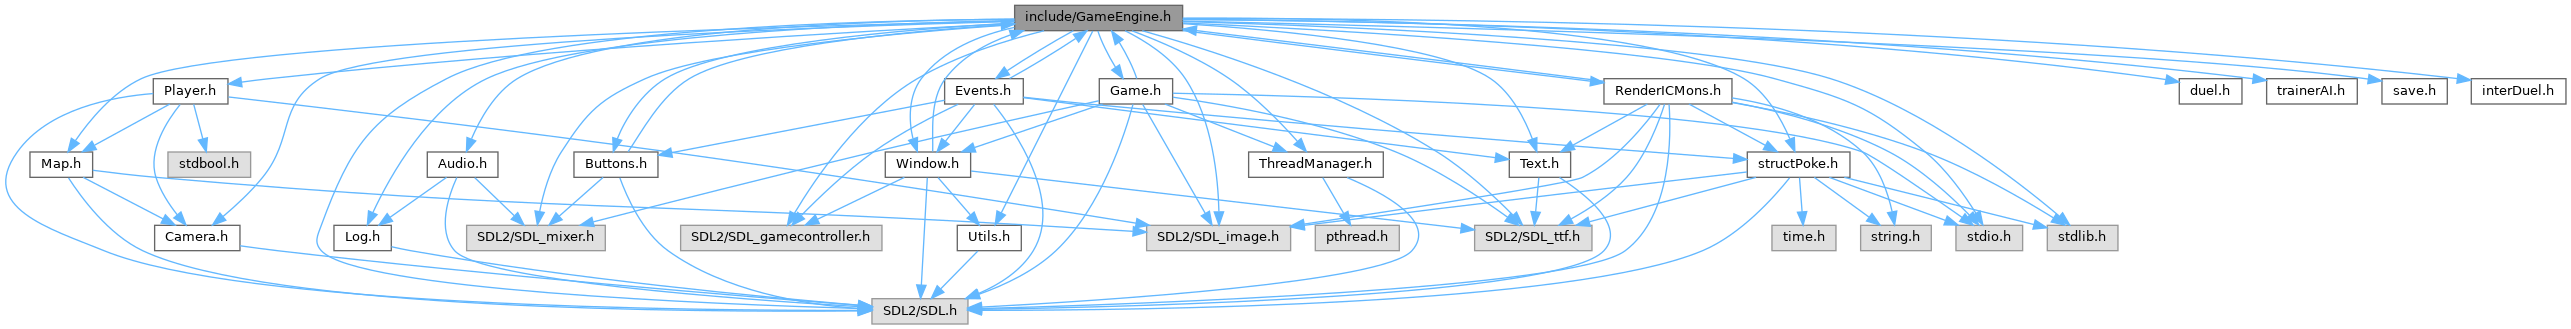 include/GameEngine.h
Player.h
Events.h
Game.h
RenderICMons.h
duel.h
trainerAI.h
save.h
interDuel.h
Map.h
stdbool.h
Audio.h
Buttons.h
Window.h
ThreadManager.h
Text.h
structPoke.h
Camera.h
Log.h
SDL2/SDL_mixer.h
SDL2/SDL_gamecontroller.h
Utils.h
SDL2/SDL_image.h
pthread.h
SDL2/SDL_ttf.h
time.h
string.h
stdio.h
stdlib.h
SDL2/SDL.h